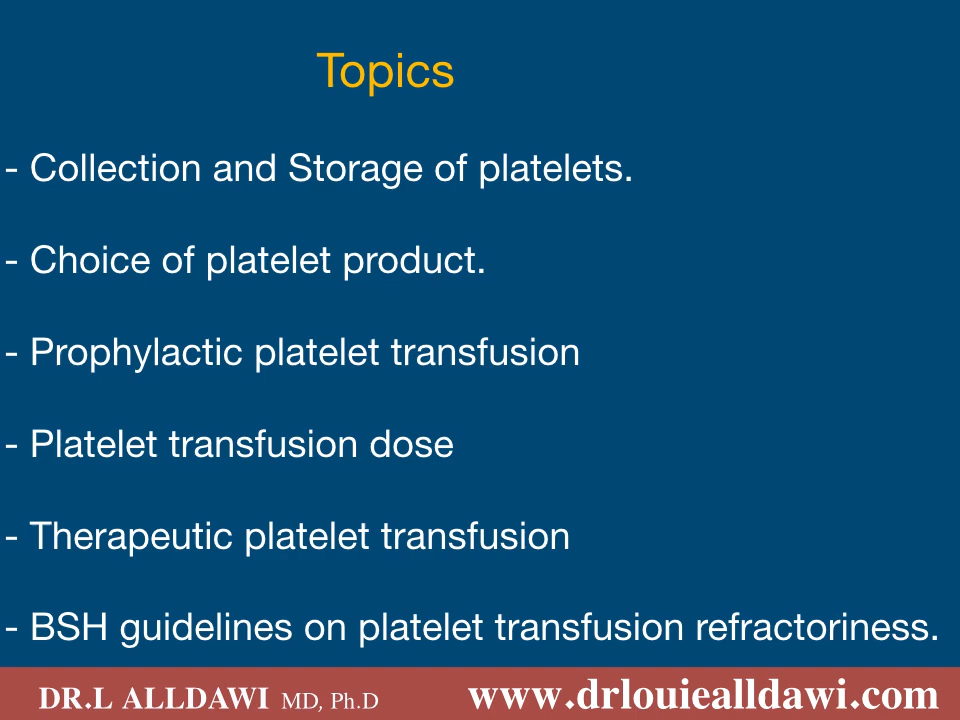 Topics
- Collection and Storage of platelets.
- Choice of platelet product.
- Prophylactic platelet transfusion
- Platelet transfusion dose
- Therapeutic platelet transfusion
- BSH guidelines on platelet transfusion refractoriness.
DR.L ALLDAWI MD, Ph.D www.drlouiealldawi.com